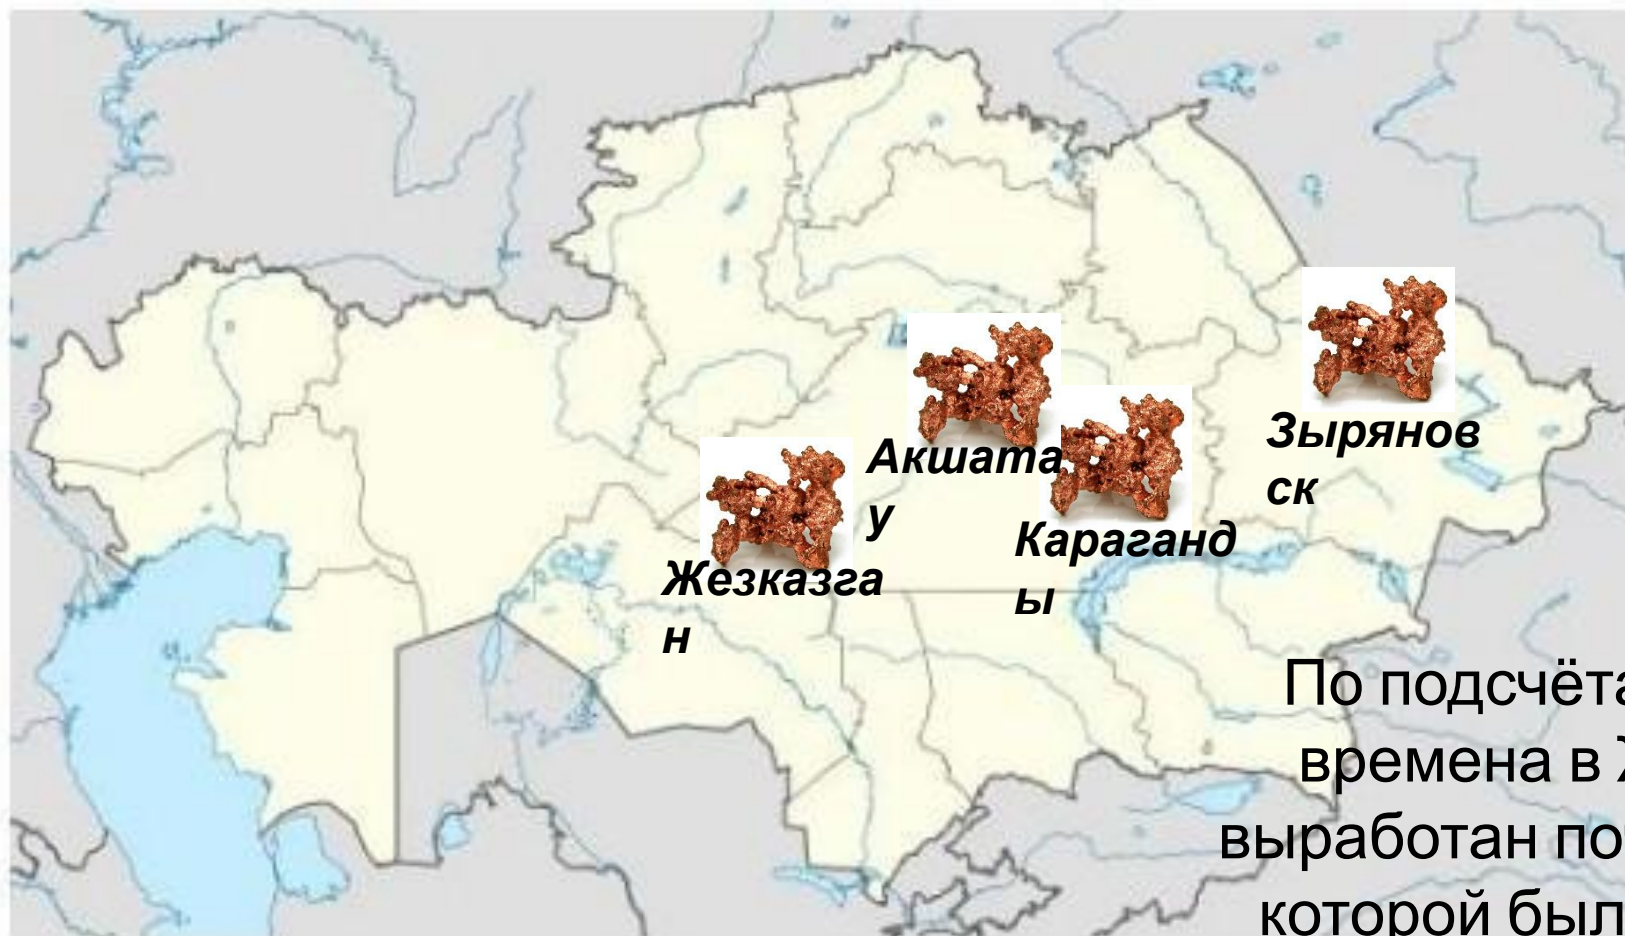 Зырянов
ск
Акшата
у
Караганд
ы
Жезказга
н
По подсчёта
времена в
выработан по
которой был